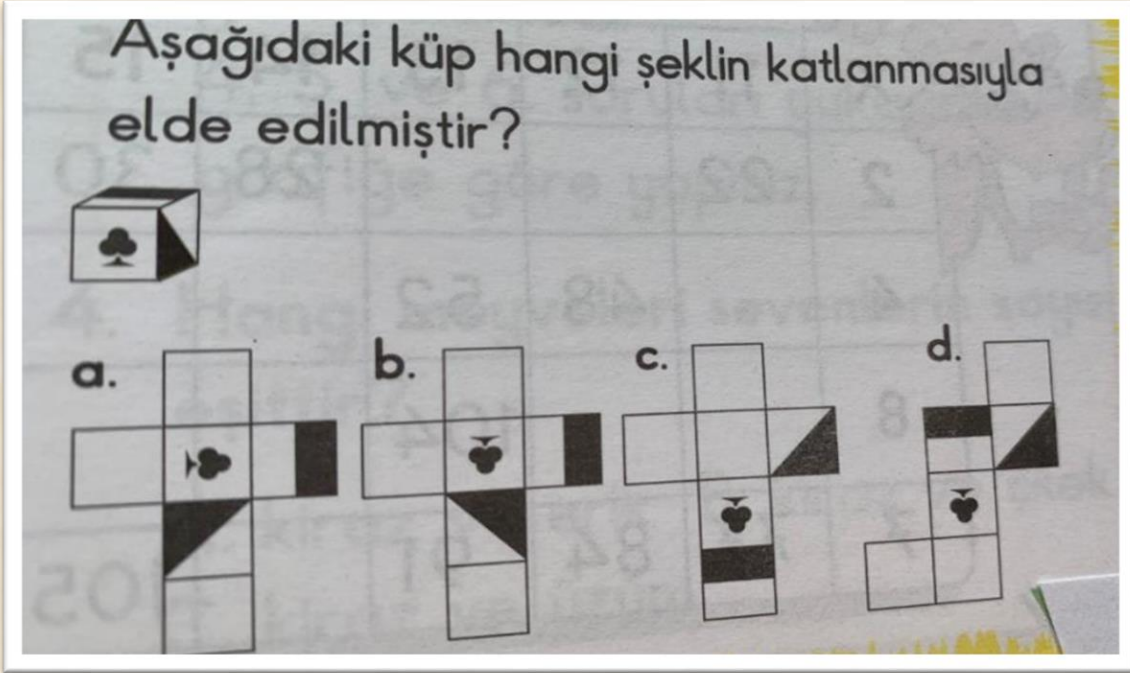 Aşağıdaki küp hangi şeklin katlanmasıyla
elde edilmiştir?
a.
b.
c.
d.